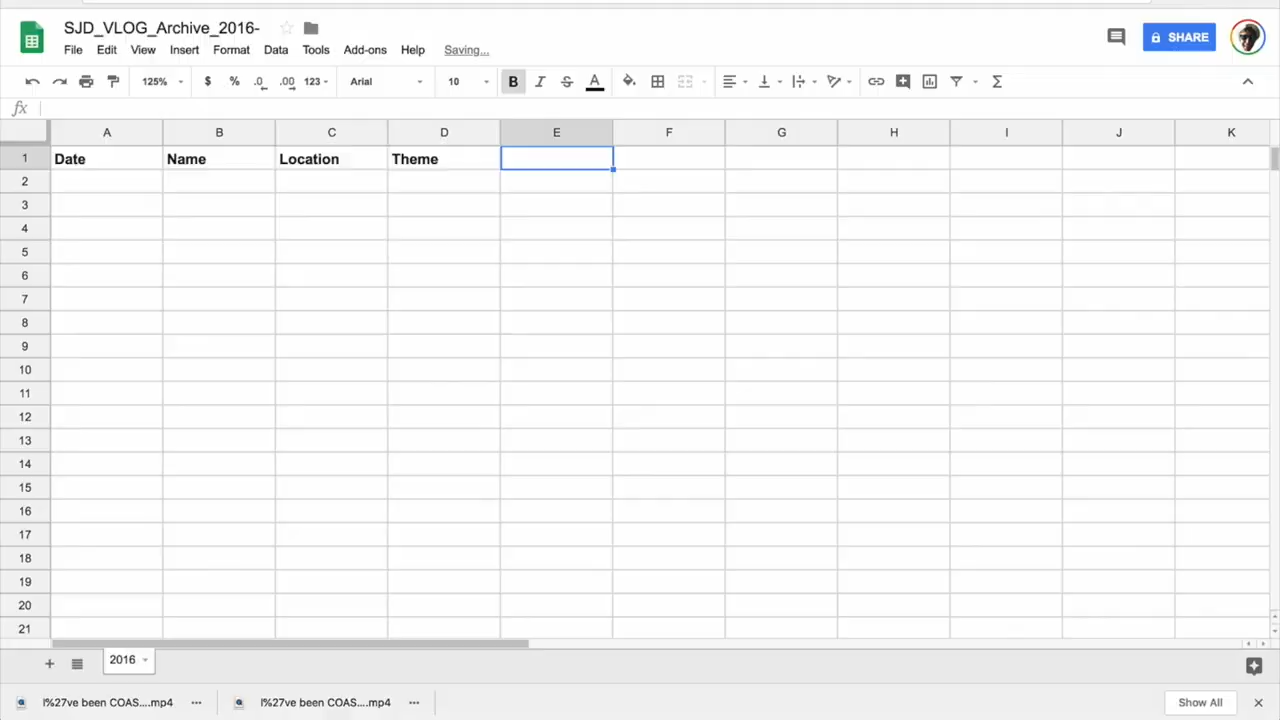 SJD_VLOG_Archive_2016-
File Edit View Insert Format Data Tools Add-ons Help Saving...
SHARE
125% $ % .0 .00 123 Arial 10 B I S A Σ
fx
A B C D E F G H I J K
1 Date Name Location Theme
2
3
4
5
6
7
8
9
10
11
12
13
14
15
16
17
18
19
20
21
+ 2016
I%27ve been COAS....mp4 I%27ve been COAS....mp4 Show All